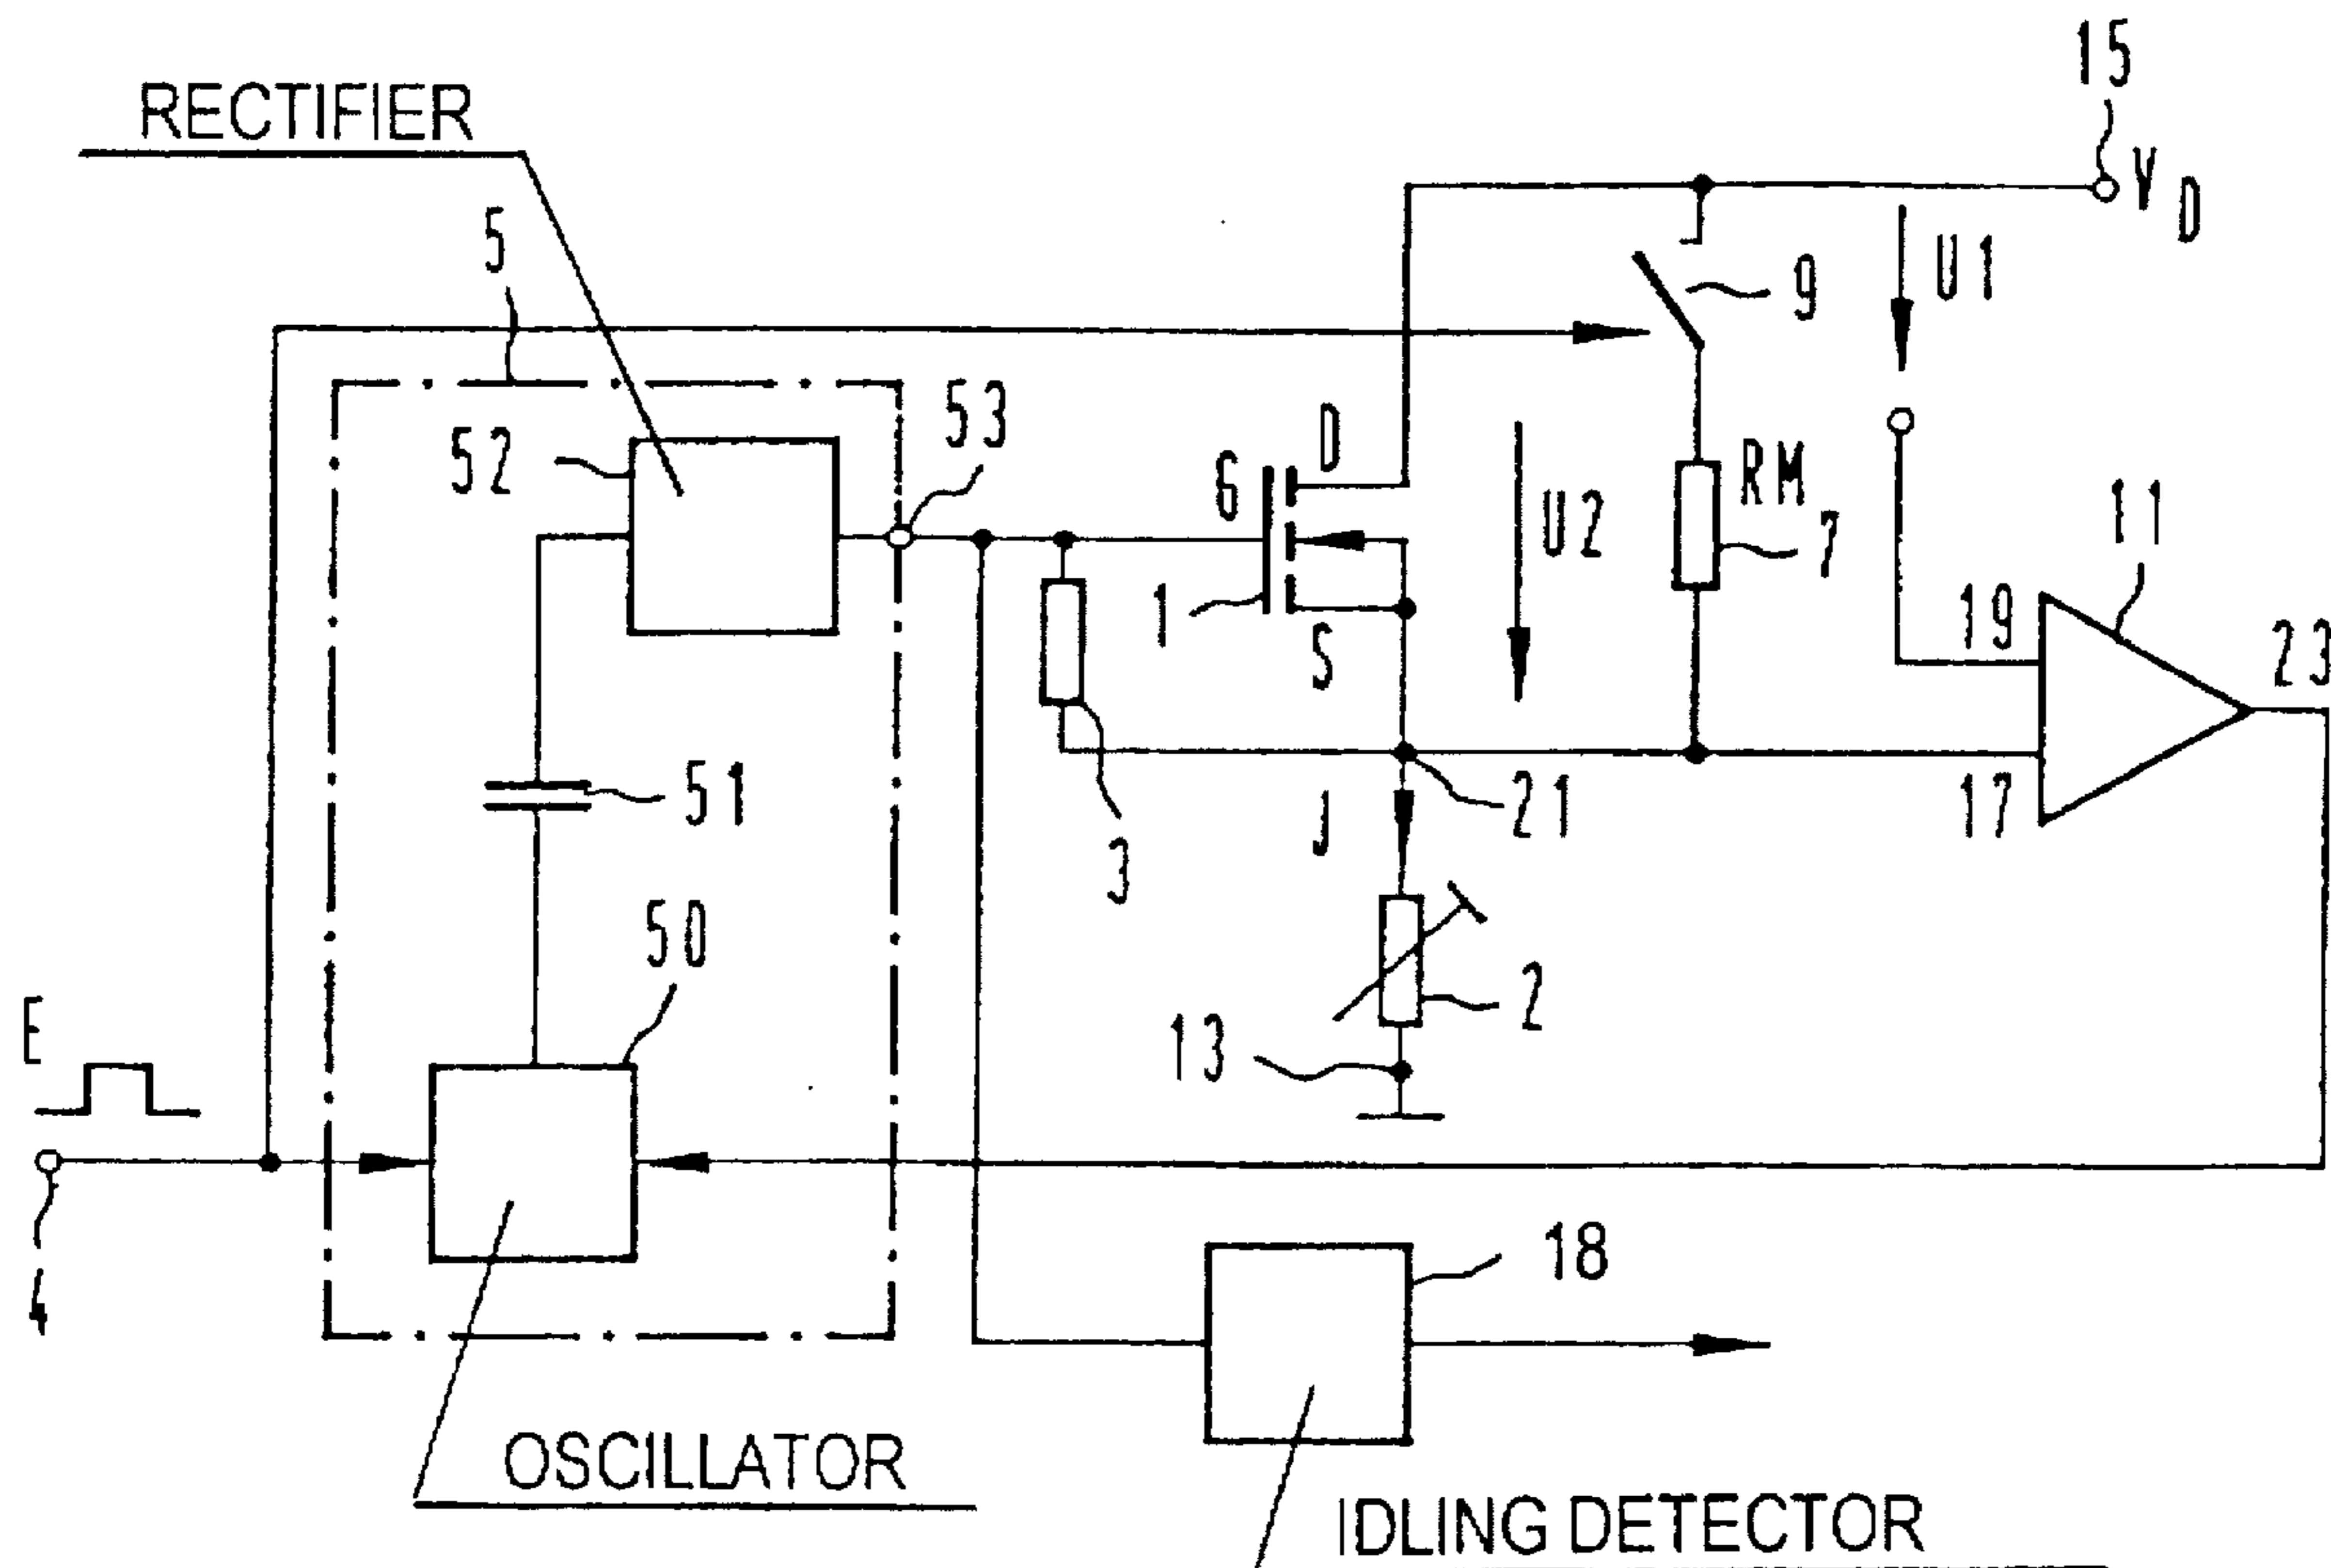 15
RECTIFIER
V D
5
9
U1
53
52
G
D
U2
RM
7
11
1
S
19
23
51
3
J
21
17
50
E
13
2
4
18
OSCILLATOR
IDLING DETECTOR